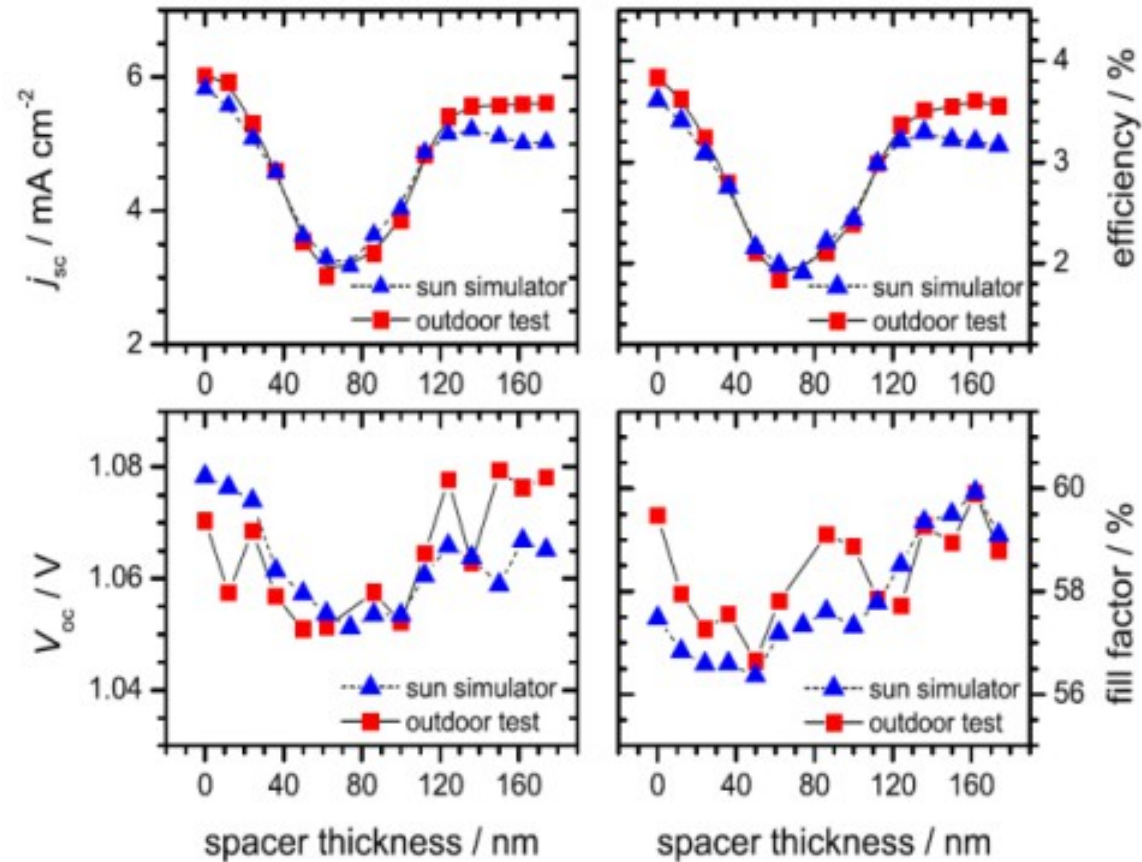 j_sc / mA cm⁻²
6
4
2
sun simulator
outdoor test
0 40 80 120 160
efficiency / %
4
3
2
sun simulator
outdoor test
0 40 80 120 160
V_oc / V
1.08
1.06
1.04
sun simulator
outdoor test
0 40 80 120 160
spacer thickness / nm
fill factor / %
60
58
56
sun simulator
outdoor test
0 40 80 120 160
spacer thickness / nm